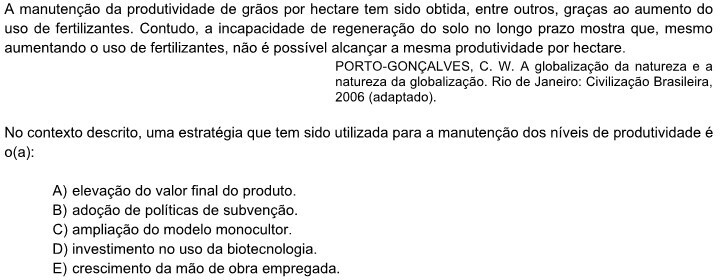 A manutenção da produtividade de grãos por hectare tem sido obtida, entre outros, graças ao aumento do
uso de fertilizantes. Contudo, a incapacidade de regeneração do solo no longo prazo mostra que, mesmo
aumentando o uso de fertilizantes, não é possível alcançar a mesma produtividade por hectare.
PORTO-GONÇALVES, C. W. A globalização da natureza e a
natureza da globalização. Rio de Janeiro: Civilização Brasileira,
2006 (adaptado).
No contexto descrito, uma estratégia que tem sido utilizada para a manutenção dos níveis de produtividade é
o(a):
A) elevação do valor final do produto.
B) adoção de políticas de subvenção.
C) ampliação do modelo monocultor.
D) investimento no uso da biotecnologia.
E) crescimento da mão de obra empregada.